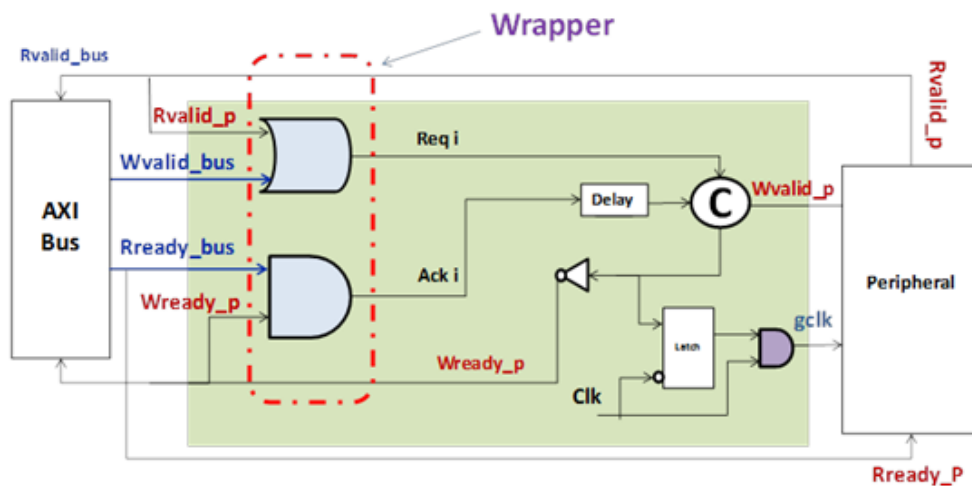 Wrapper
Rvalid_bus
Rvalid_p
Rvalid_p
Req i
Wvalid_bus
Wvalid_p
Delay
C
AXI
Bus
Rready_bus
Ack i
Peripheral
Wready_p
gclk
Latch
Wready_p
Clk
Rready_P